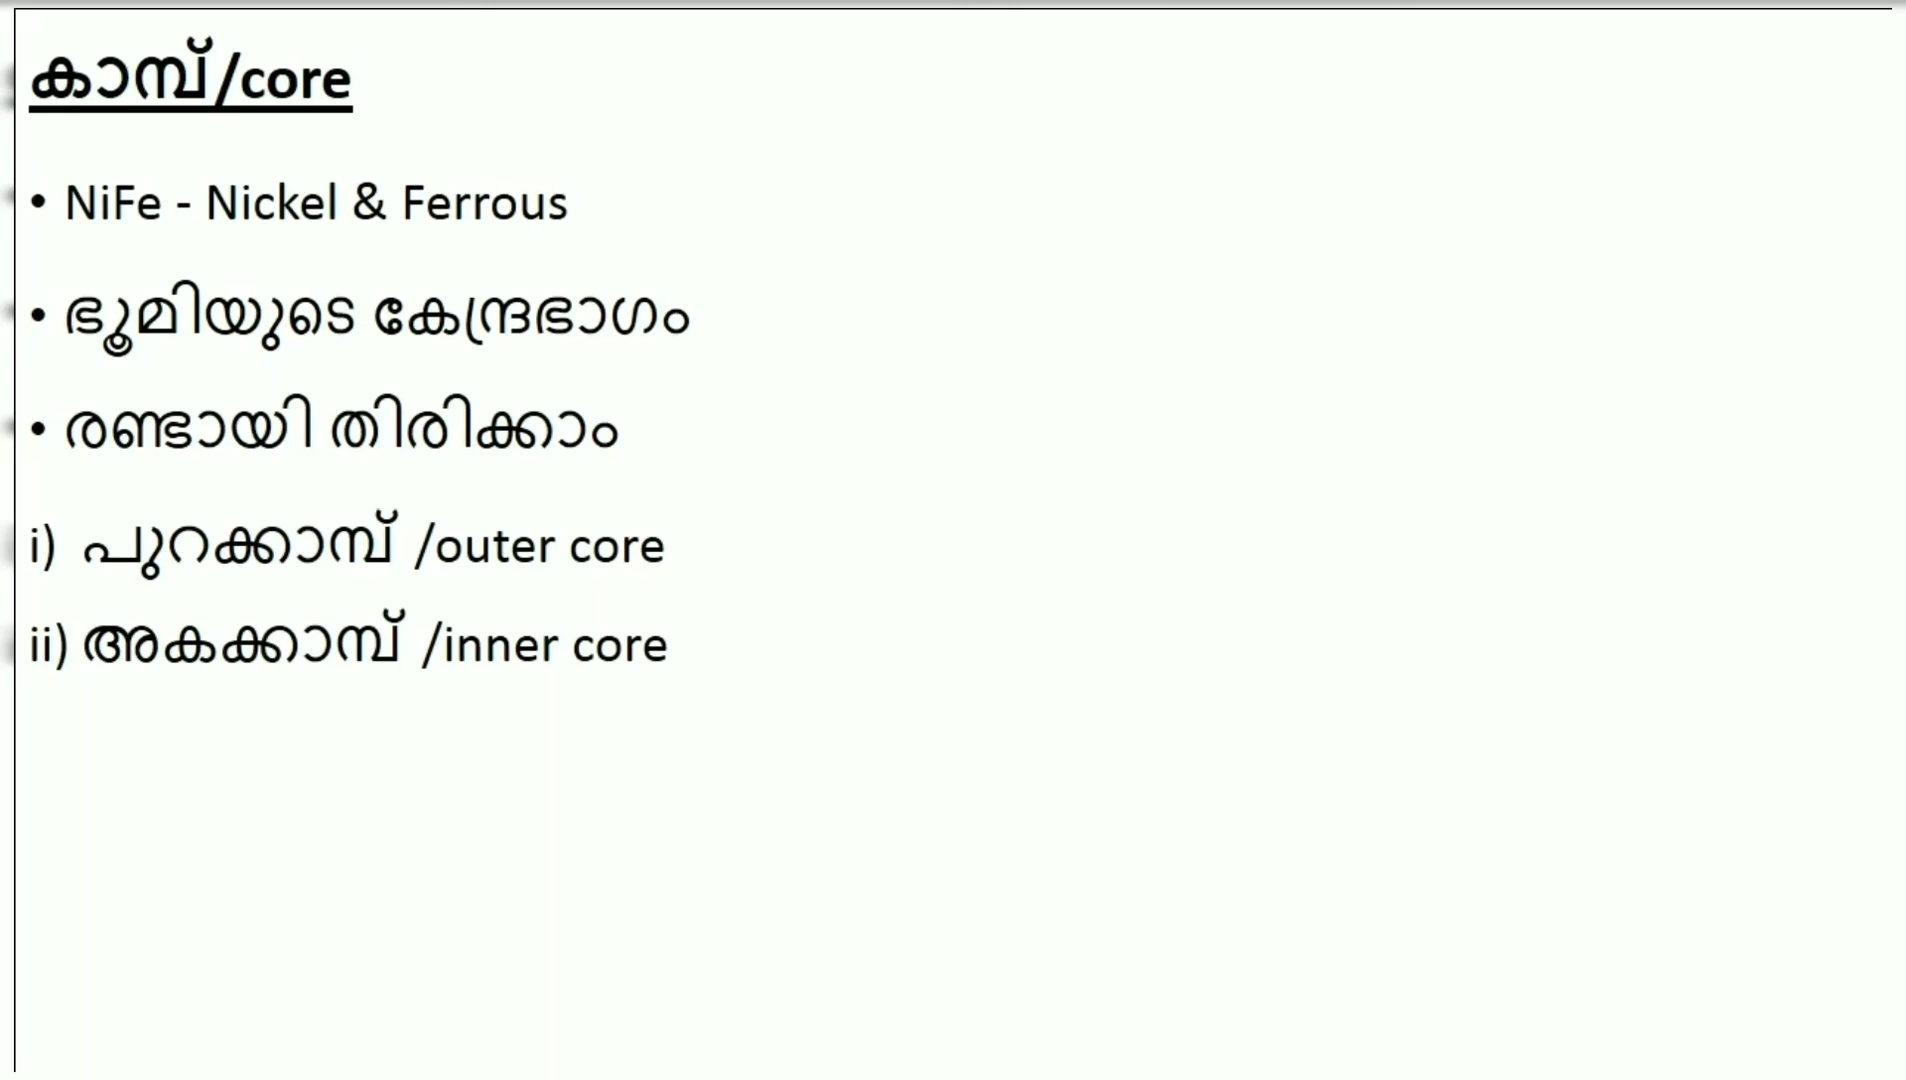 കാമ്പ്/core
• NiFe - Nickel & Ferrous
• ഭൂമിയുടെ കേന്ദ്രഭാഗം
• രണ്ടായി തിരിക്കാം
i) പുറക്കാമ്പ് /outer core
ii) അകക്കാമ്പ് /inner core